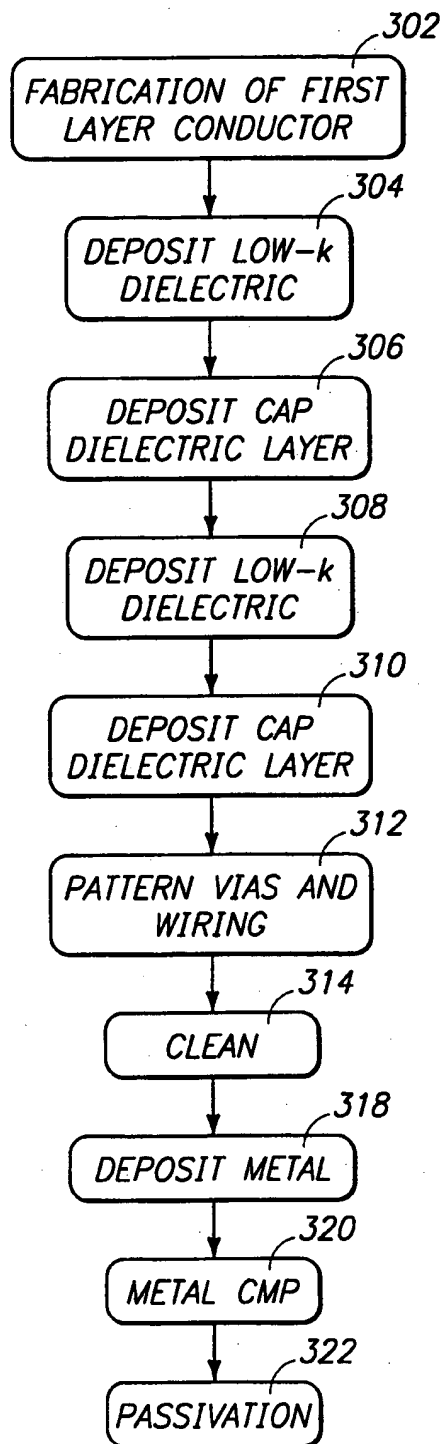 302
FABRICATION OF FIRST
LAYER CONDUCTOR
304
DEPOSIT LOW-k
DIELECTRIC
306
DEPOSIT CAP
DIELECTRIC LAYER
308
DEPOSIT LOW-k
DIELECTRIC
310
DEPOSIT CAP
DIELECTRIC LAYER
312
PATTERN VIAS AND
WIRING
314
CLEAN
318
DEPOSIT METAL
320
METAL CMP
322
PASSIVATION